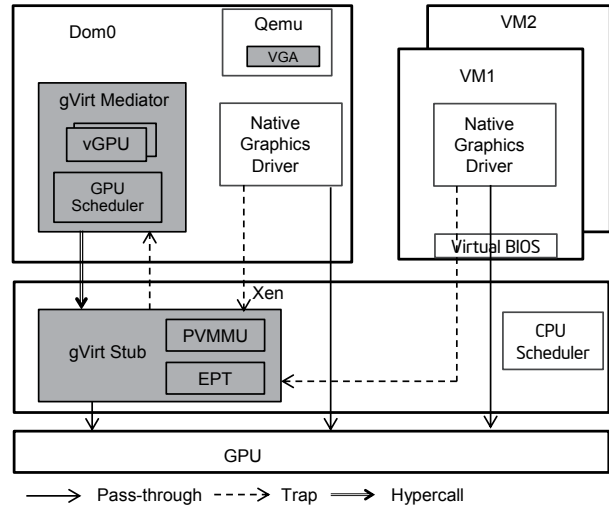 Dom0
Qemu
VGA
gVirt Mediator
vGPU
GPU
Scheduler
Native
Graphics
Driver
VM2
VM1
Native
Graphics
Driver
Virtual BIOS
Xen
gVirt Stub
PVMMU
EPT
CPU
Scheduler
GPU
Pass-through
Trap
Hypercall